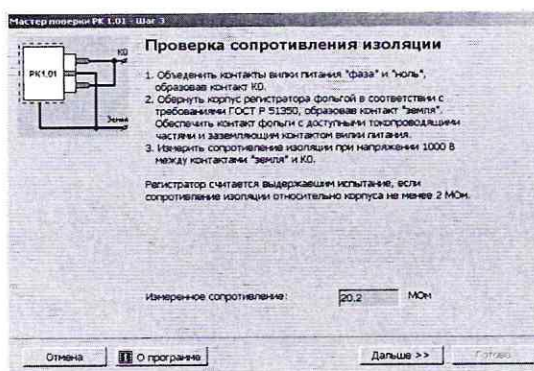 Мастер поверки РК 1.01 - Шаг 3
Проверка сопротивления изоляции
РК1.01
К0
Земля
1. Объеденить контакты вилки питания "фаза" и "ноль",
образовав контакт К0.
2. Обернуть корпус регистратора фольгой в соответствии с
требованиями ГОСТ Р 51350, образовав контакт "земля".
Обеспечить контакт фольги с доступными токопроводящими
частями и заземляющим контактом вилки питания.
3. Измерить сопротивление изоляции при напряжении 1000 В
между контактами "земля" и К0.
Регистратор считается выдержавшим испытание, если
сопротивление изоляции относительно корпуса не менее 2 МОм.
Измеренное сопротивление:
20,2
МОм
Отмена
О программе
Дальше >>
Готово